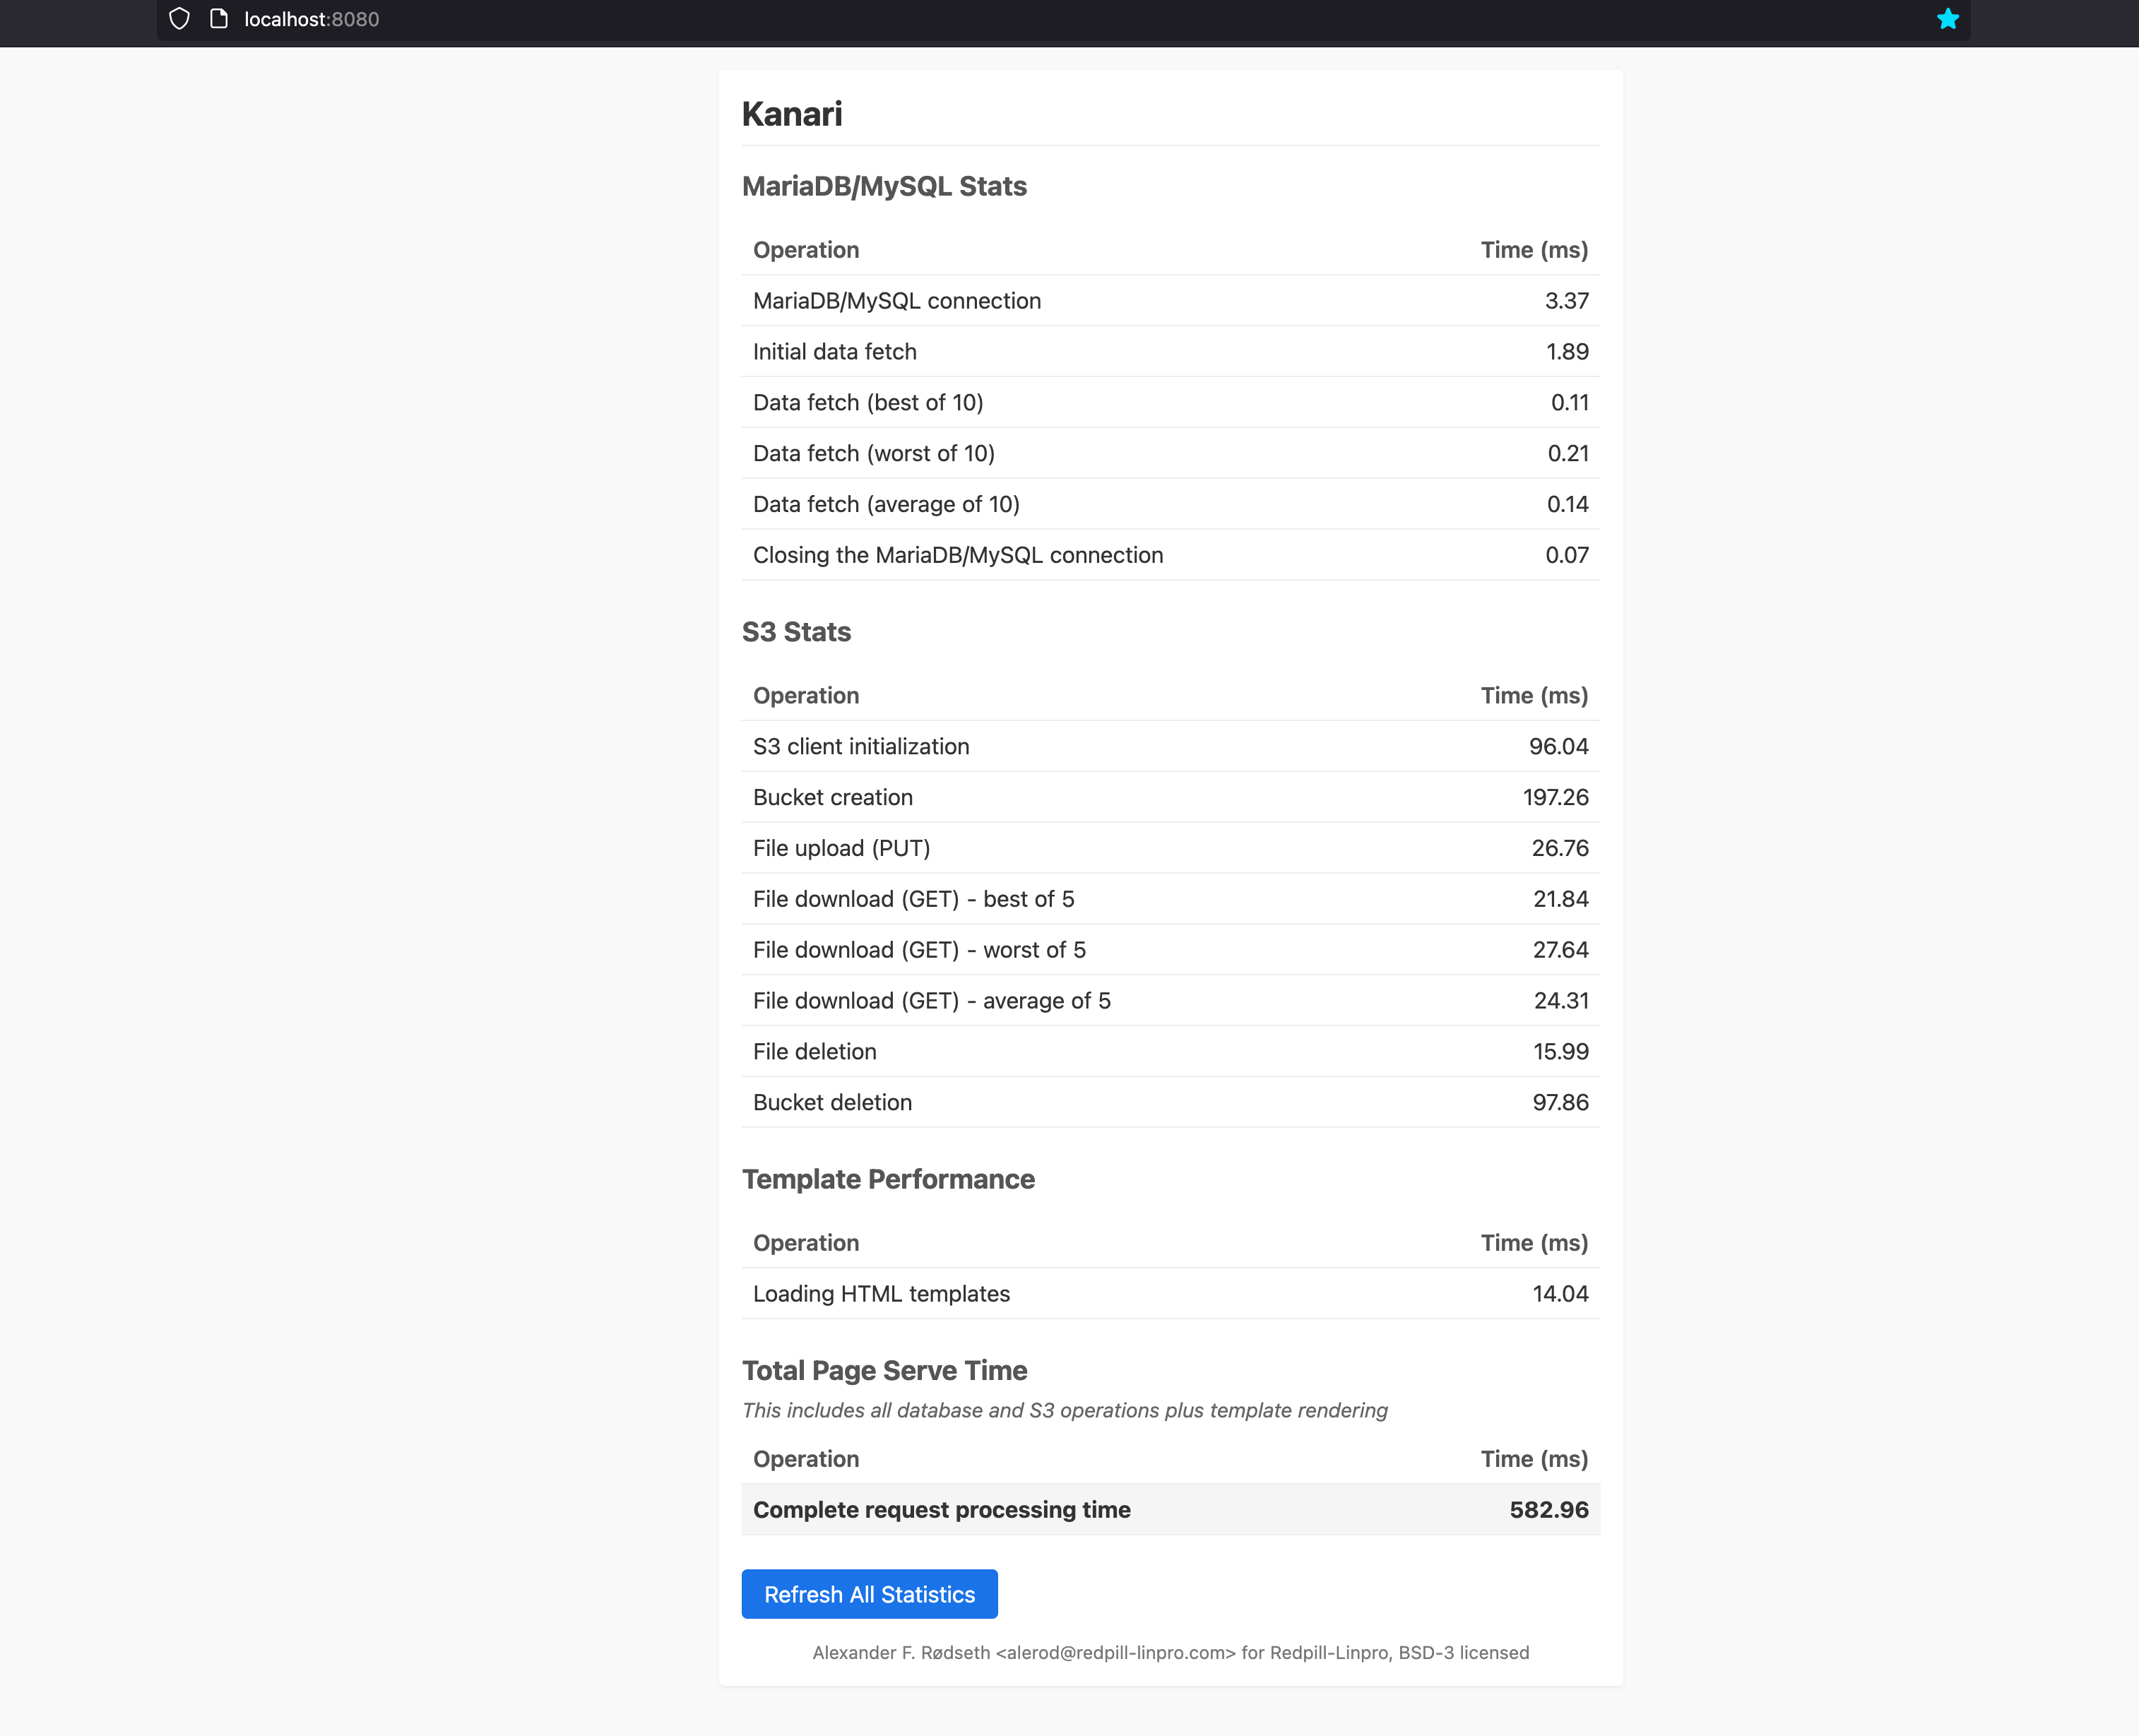 localhost:8080
Kanari
MariaDB/MySQL Stats
Operation Time (ms)
MariaDB/MySQL connection 3.37
Initial data fetch 1.89
Data fetch (best of 10) 0.11
Data fetch (worst of 10) 0.21
Data fetch (average of 10) 0.14
Closing the MariaDB/MySQL connection 0.07
S3 Stats
Operation Time (ms)
S3 client initialization 96.04
Bucket creation 197.26
File upload (PUT) 26.76
File download (GET) - best of 5 21.84
File download (GET) - worst of 5 27.64
File download (GET) - average of 5 24.31
File deletion 15.99
Bucket deletion 97.86
Template Performance
Operation Time (ms)
Loading HTML templates 14.04
Total Page Serve Time
This includes all database and S3 operations plus template rendering
Operation Time (ms)
Complete request processing time 582.96
Refresh All Statistics
Alexander F. Rødseth <alerod@redpill-linpro.com> for Redpill-Linpro, BSD-3 licensed